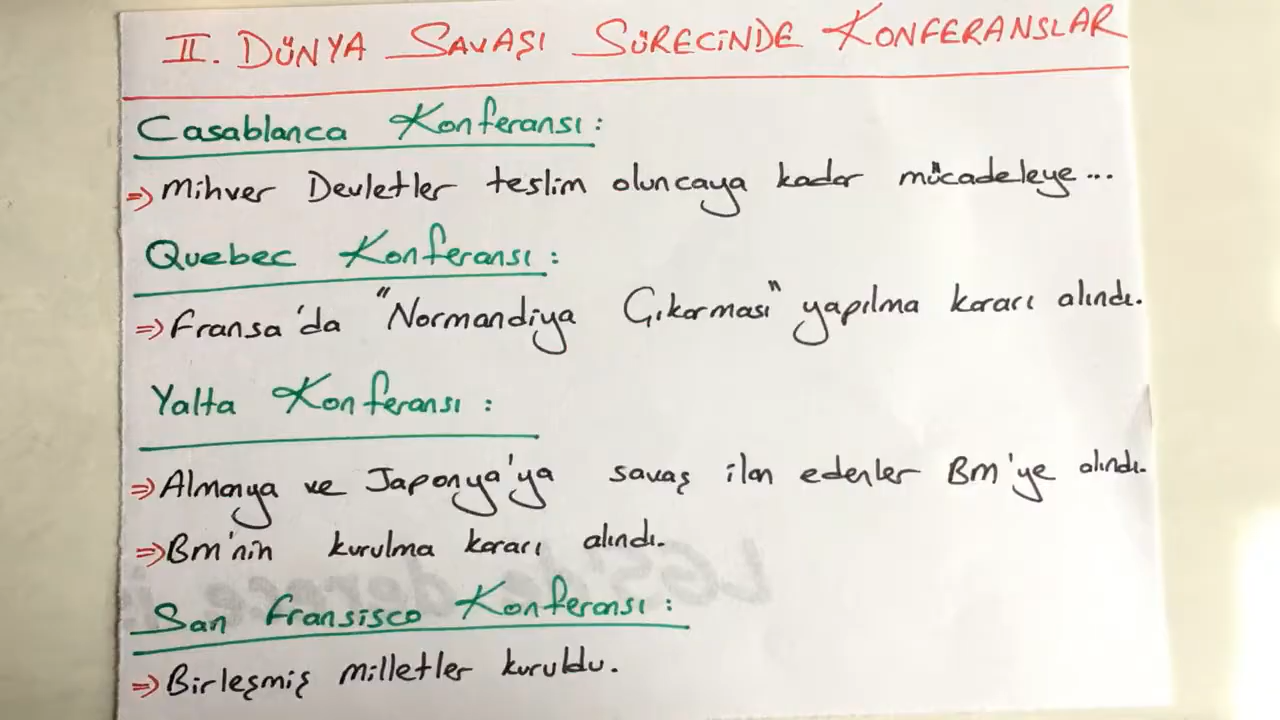 II. DÜNYA SAVAŞI SÜRECİNDE KONFERANSLAR
Casablanca Konferansı:
⇒ Mihver Devletler teslim oluncaya kadar mücadeleye...
Quebec Konferansı:
⇒ Fransa'da "Normandiya Çıkarması" yapılma kararı alındı.
Yalta Konferansı:
⇒ Almanya ve Japonya'ya savaş ilan edenler Bm'ye alındı.
⇒ Bm'nin kurulma kararı alındı.
San Fransisco Konferansı:
⇒ Birleşmiş milletler kuruldu.